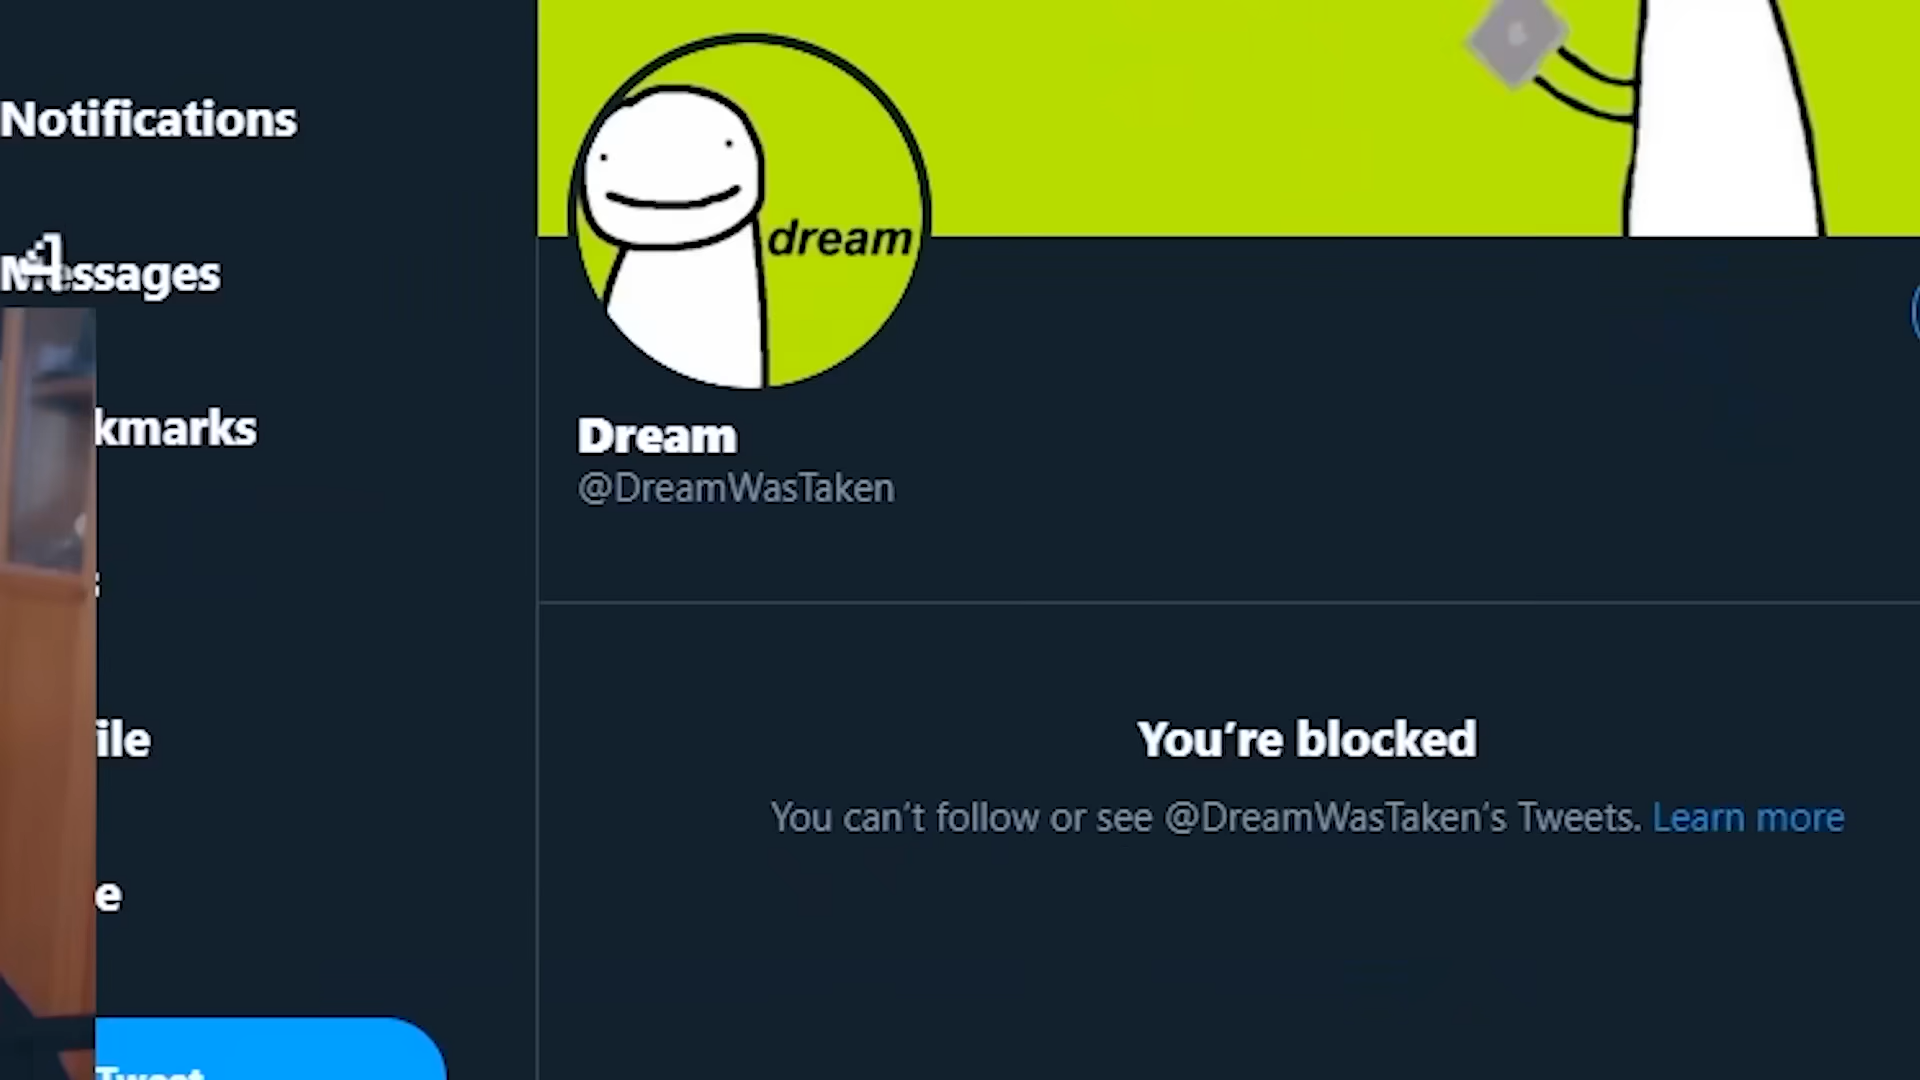 Notifications
Messages
kmarks
ile
e
Tweet
dream
Dream
@DreamWasTaken
You're blocked
You can't follow or see @DreamWasTaken's Tweets. Learn more